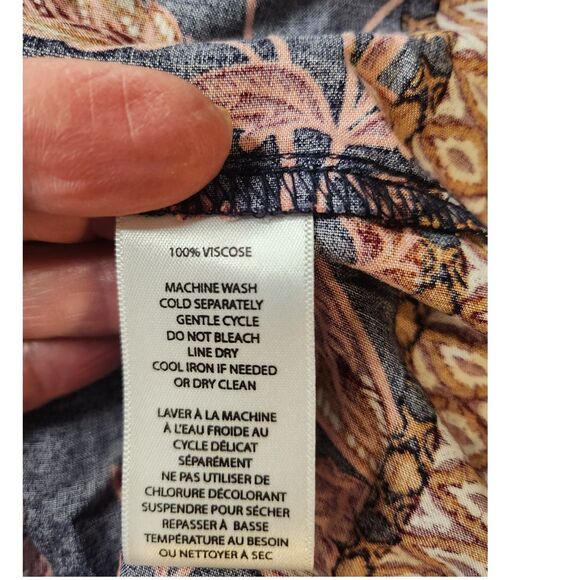 100% VISCOSE
MACHINE WASH
COLD SEPARATELY
GENTLE CYCLE
DO NOT BLEACH
LINE DRY
COOL IRON IF NEEDED
OR DRY CLEAN
LAVER À LA MACHINE
À L'EAU FROIDE AU
CYCLE DÉLICAT
SÉPARÉMENT
NE PAS UTILISER DE
CHLORURE DÉCOLORANT
SUSPENDRE POUR SÉCHER
REPASSER À BASSE
TEMPÉRATURE AU BESOIN
OU NETTOYER À SEC